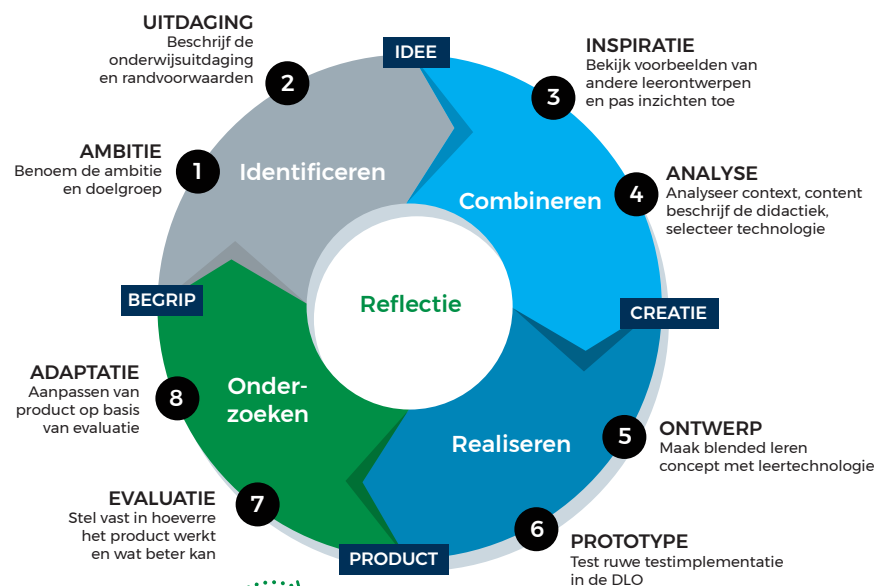 UITDAGING
Beschrijf de
onderwijsuitdaging
en randvoorwaarden
2
IDEE
INSPIRATIE
Bekijk voorbeelden van
andere leerontwerpen
en pas inzichten toe
3
AMBITIE
Benoem de ambitie
en doelgroep
1
Identificeren
Combineren
4
ANALYSE
Analyseer context, content
beschrijf de didactiek,
selecteer technologie
BEGRIP
Reflectie
CREATIE
ADAPTATIE
Aanpassen van
product op basis
van evaluatie
8
Onder-
zoeken
Realiseren
5
ONTWERP
Maak blended leren
concept met leertechnologie
EVALUATIE
Stel vast in hoeverre
het product werkt
en wat beter kan
7
PRODUCT
6
PROTOTYPE
Test ruwe testimplementatie
in de DLO